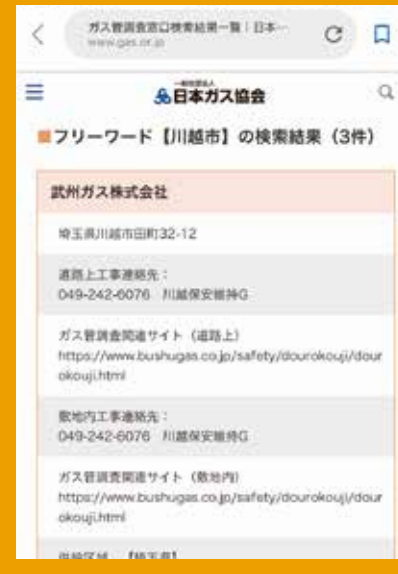 ガス管調査窓口検索結果一覧｜日本…
www.gas.or.jp
一般社団法人
日本ガス協会
■フリーワード【川越市】の検索結果（3件）
武州ガス株式会社
埼玉県川越市田町32-12
道路上工事連絡先：
049-242-6076 川越保安維持G
ガス管調査関連サイト（道路上）
https://www.bushugas.co.jp/safety/dourokouji/dour
okouji.html
敷地内工事連絡先：
049-242-6076 川越保安維持G
ガス管調査関連サイト（敷地内）
https://www.bushugas.co.jp/safety/dourokouji/dour
okouji.html
供給区域 【埼玉県】